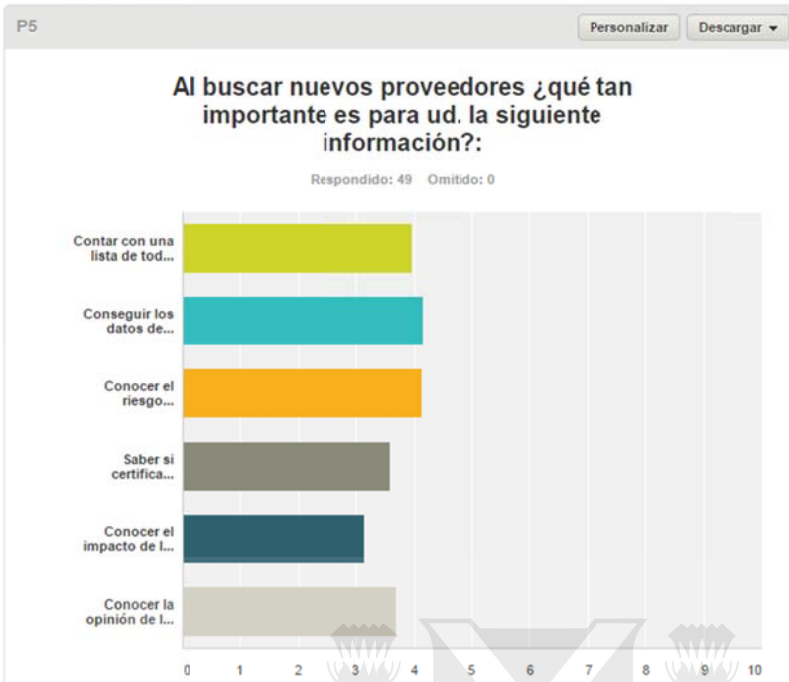 P5
Personalizar Descargar
Al buscar nuevos proveedores ¿qué tan
importante es para ud. la siguiente
información?:
Respondido: 49 Omitido: 0
Contar con una
lista de tod...
Conseguir los
datos de...
Conocer el
riesgo...
Saber si
certifica...
Conocer el
impacto de l...
Conocer la
opinión de l...
0 1 2 3 4 5 6 7 8 9 10